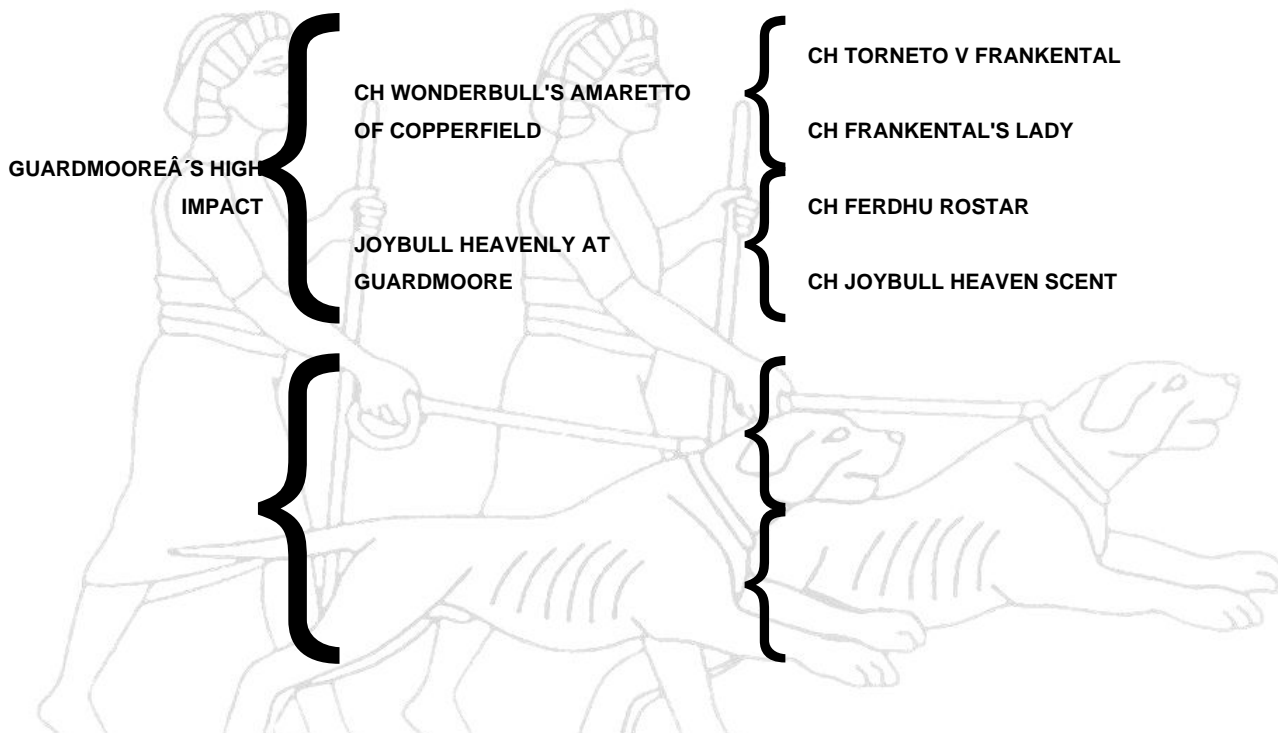 GUARDMOOREÂ´S HIGH
IMPACT
CH WONDERBULL'S AMARETTO
OF COPPERFIELD
JOYBULL HEAVENLY AT
GUARDMOORE
CH TORNETO V FRANKENTAL
CH FRANKENTAL'S LADY
CH FERDHU ROSTAR
CH JOYBULL HEAVEN SCENT